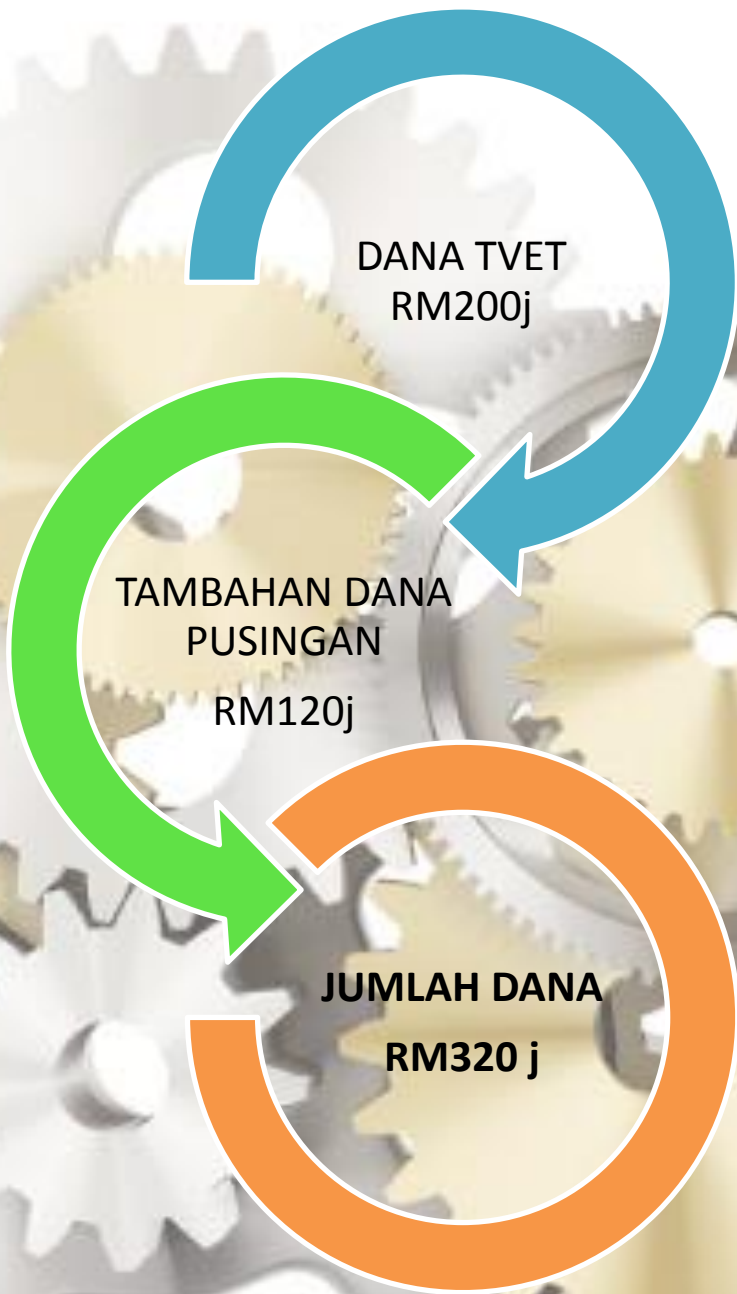 DANA TVET
RM200j
TAMBAHAN DANA
PUSINGAN
RM120j
JUMLAH DANA
RM320 j